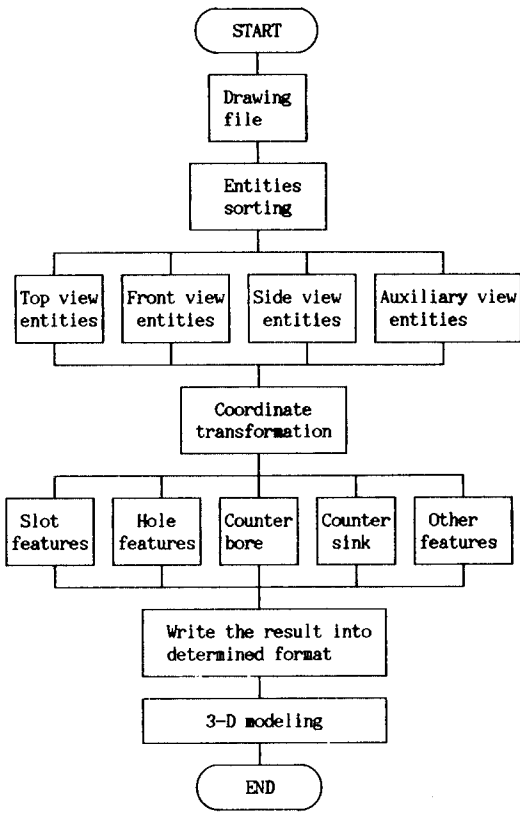 START
Drawing
file
Entities
sorting
Top view
entities
Front view
entities
Side view
entities
Auxiliary view
entities
Coordinate
transformation
Slot
features
Hole
features
Counter
bore
Counter
sink
Other
features
Write the result into
determined format
3-D modeling
END